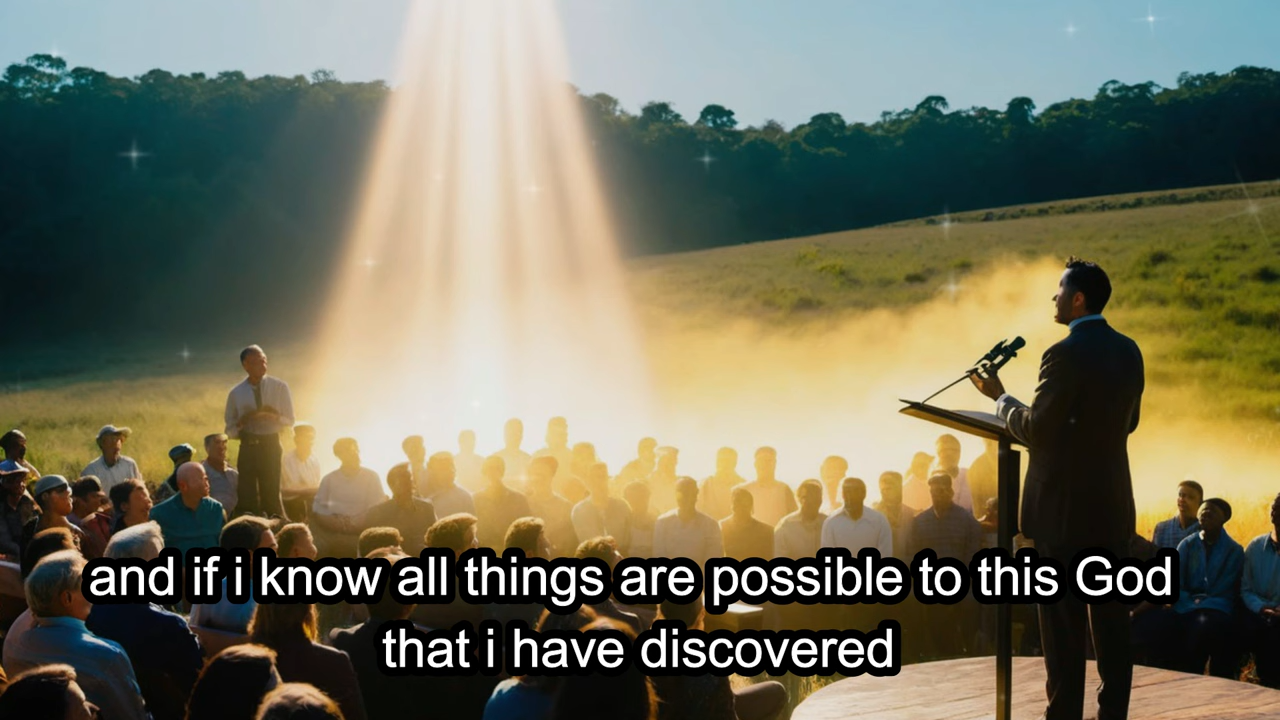 and if i know all things are possible to this God
that i have discovered